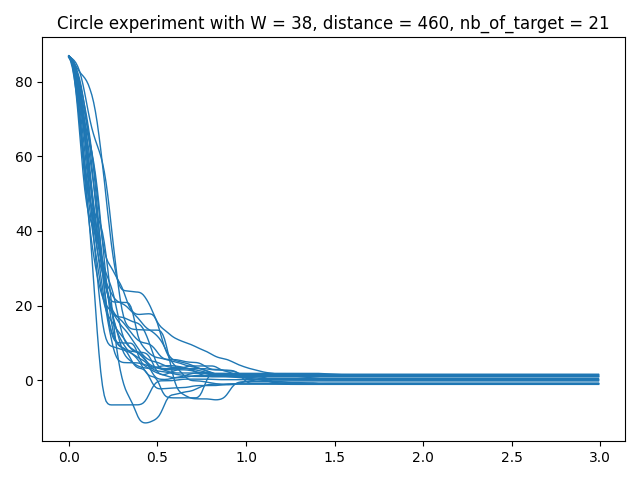 Circle experiment with W = 38, distance = 460, nb_of_target = 21
80
60
40
20
0
0.0 0.5 1.0 1.5 2.0 2.5 3.0